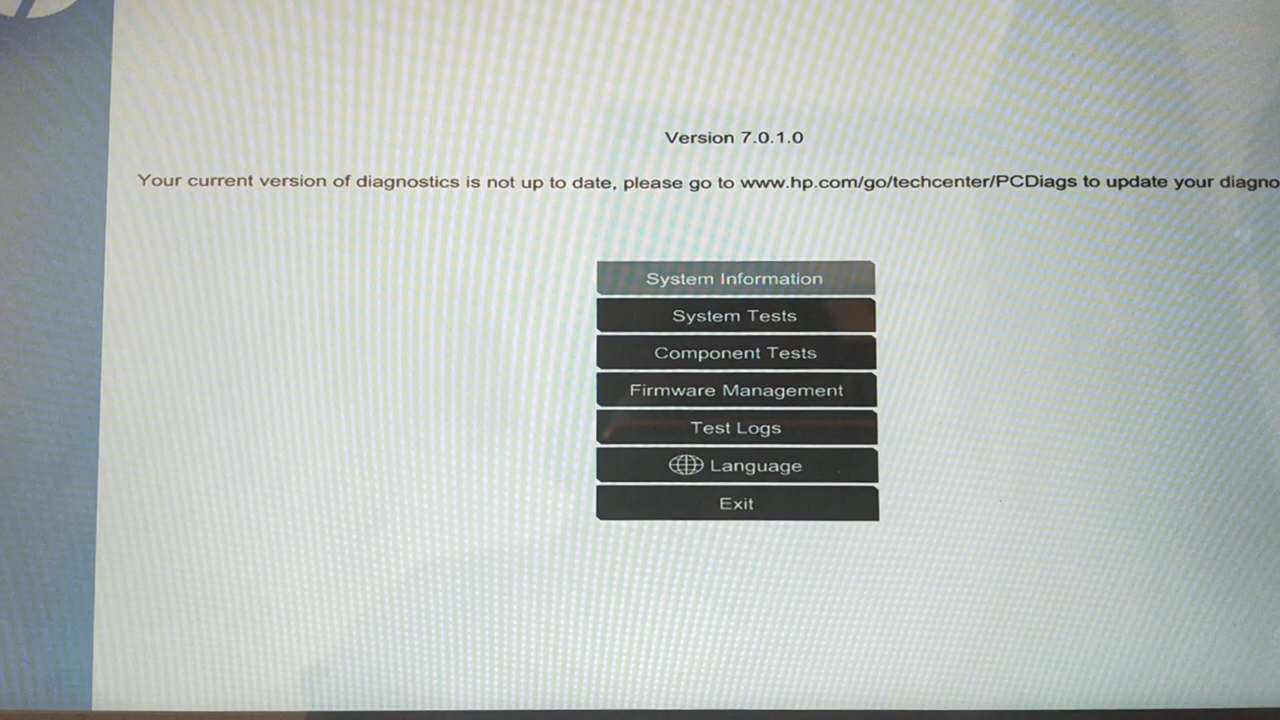 Version 7.0.1.0
Your current version of diagnostics is not up to date, please go to www.hp.com/go/techcenter/PCDiags to update your diagno
System Information
System Tests
Component Tests
Firmware Management
Test Logs
Language
Exit